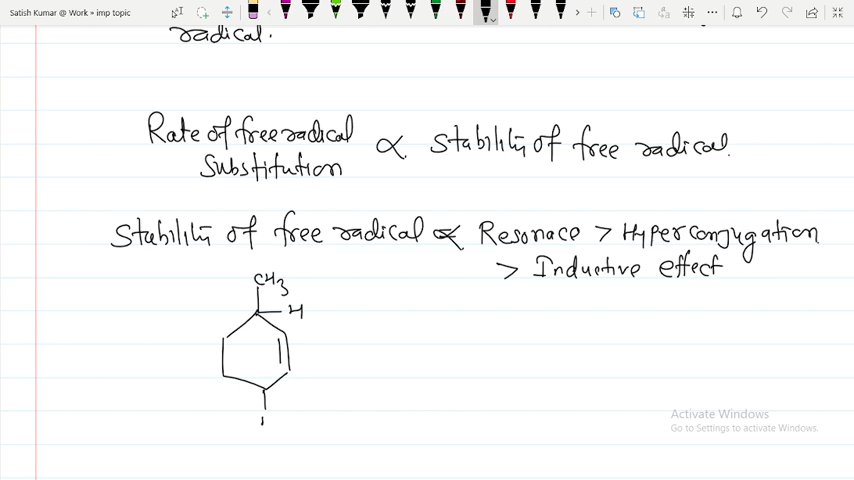 Satish Kumar @ Work » imp topic
radical.
Rate of free radical
Substitution
∝ Stability of free radical.
Stability of free radical ∝ Resonace > Hyperconjugation
> Inductive effect
CH3
H
Activate Windows
Go to Settings to activate Windows.